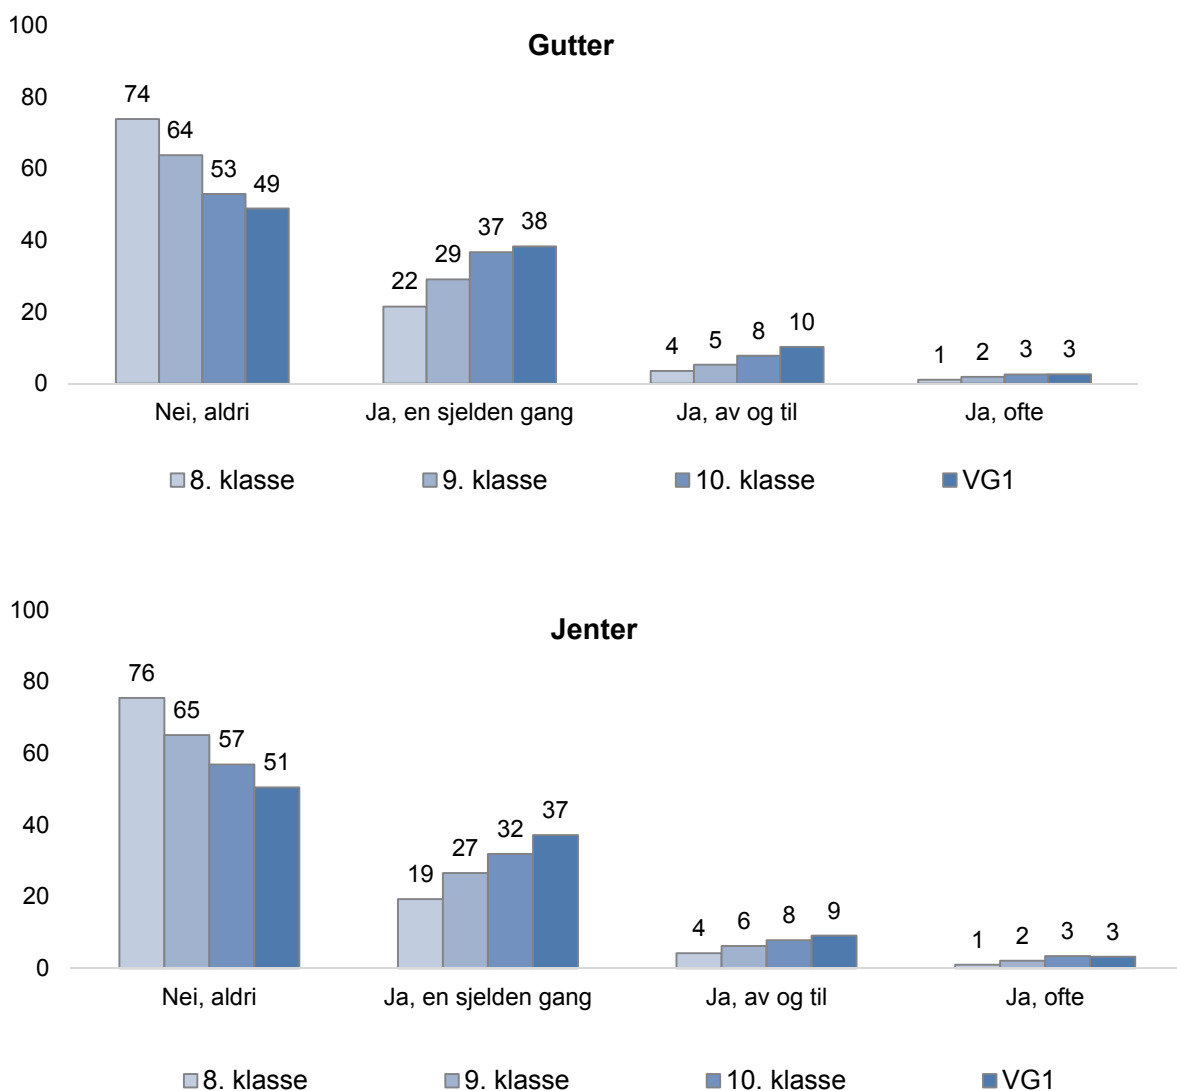 100
Gutter
80
74
64
60
53
49
40
22
29
37
38
20
4
5
8
10
1
2
3
3
0
Nei, aldri
Ja, en sjelden gang
Ja, av og til
Ja, ofte
8. klasse
9. klasse
10. klasse
VG1
100
Jenter
80
76
65
60
57
51
40
19
27
32
37
20
4
6
8
9
1
2
3
3
0
Nei, aldri
Ja, en sjelden gang
Ja, av og til
Ja, ofte
8. klasse
9. klasse
10. klasse
VG1